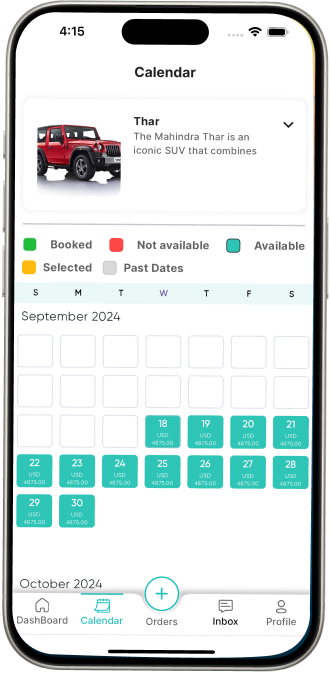 4:15
Calendar
Thar
The Mahindra Thar is an
iconic SUV that combines
Booked Not available Available
Selected Past Dates
S M T W T F S
September 2024
18 19 20 21
USD USD USD USD
4875.00 4875.00 4875.00 4875.00
22 23 24 25 26 27 28
USD USD USD USD USD USD USD
4875.00 4875.00 4875.00 4875.00 4875.00 4875.00 4875.00
29 30
USD USD
4875.00 4875.00
October 2024
DashBoard Calendar Orders Inbox Profile